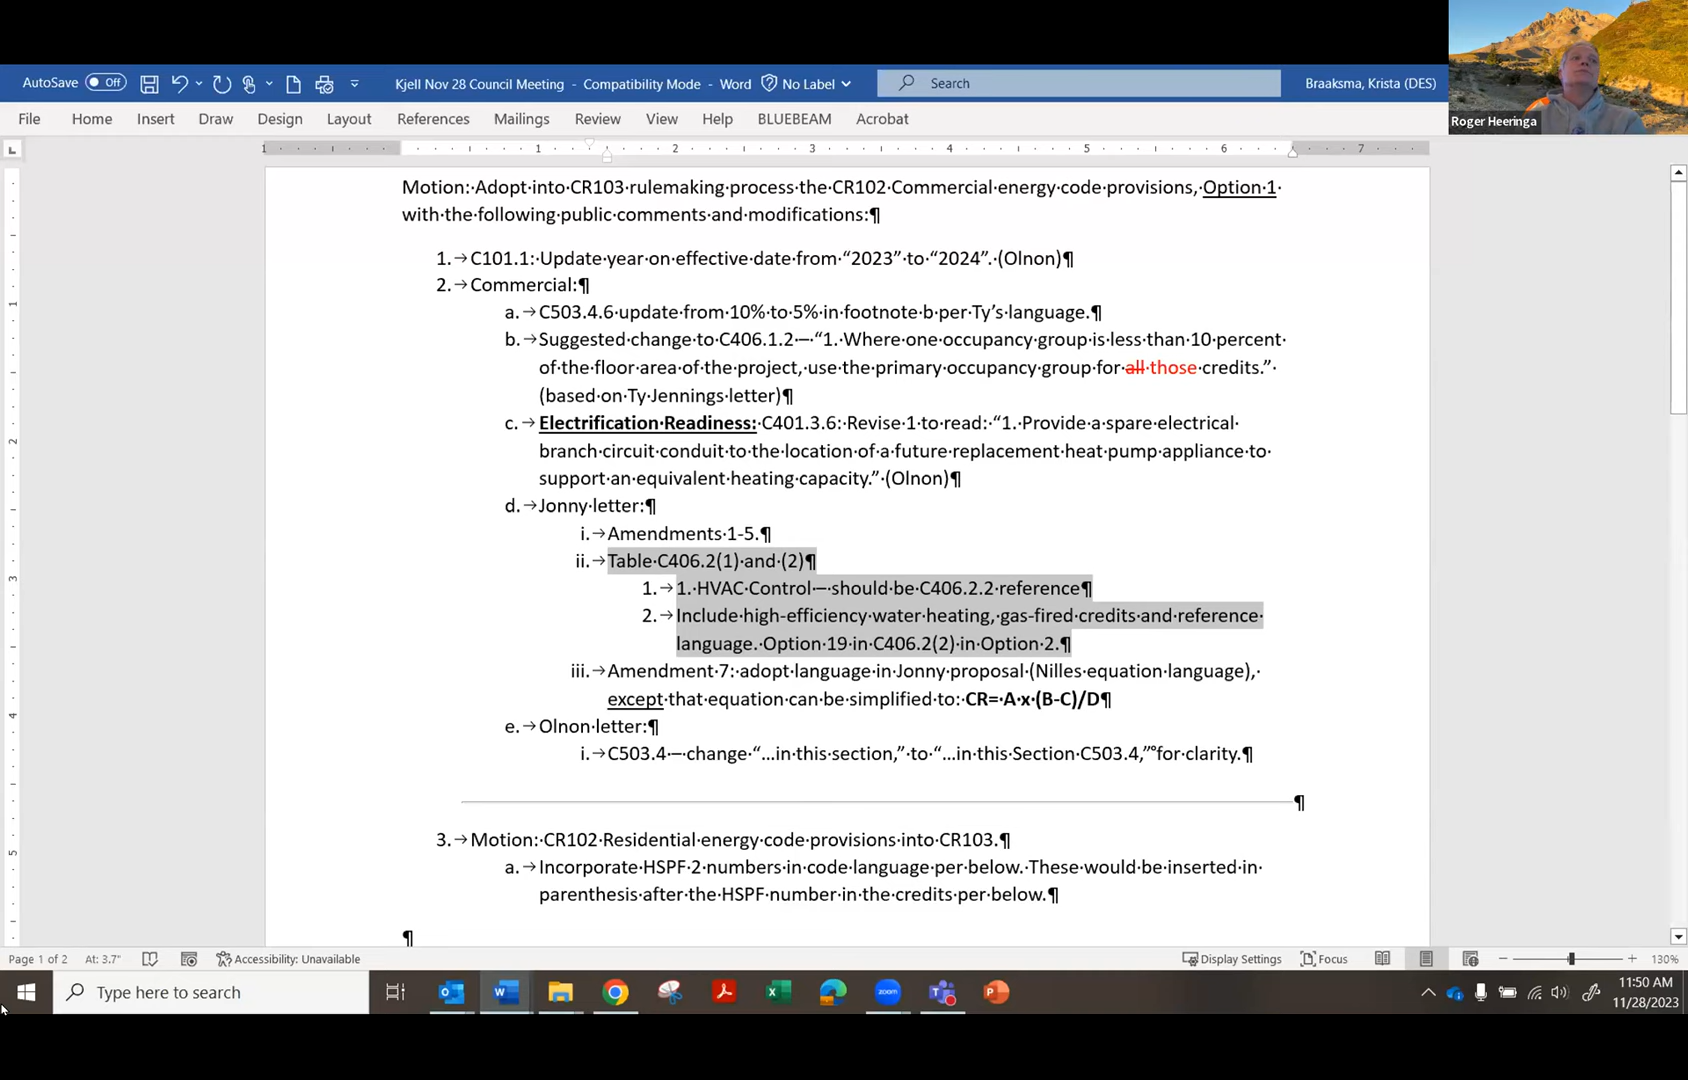 Roger Heeringa
AutoSave Off Kjell Nov 28 Council Meeting - Compatibility Mode - Word No Label Search Braaksma, Krista (DES)
File Home Insert Draw Design Layout References Mailings Review View Help BLUEBEAM Acrobat
1 1 2 3 4 5 6 7
Motion: Adopt into CR103 rulemaking process the CR102 Commercial energy code provisions, Option 1
with the following public comments and modifications:¶
1. → C101.1: Update year on effective date from “2023” to “2024”. (Olnon)¶
2. → Commercial:¶
a. → C503.4.6 update from 10% to 5% in footnote b per Ty’s language.¶
b. → Suggested change to C406.1.2 – “1. Where one occupancy group is less than 10 percent
of the floor area of the project, use the primary occupancy group for all those credits.”
(based on Ty Jennings letter)¶
c. → Electrification Readiness: C401.3.6: Revise 1 to read: “1. Provide a spare electrical
branch circuit conduit to the location of a future replacement heat pump appliance to
support an equivalent heating capacity.” (Olnon)¶
d. → Jonny letter:¶
i. → Amendments 1-5.¶
ii. → Table C406.2(1) and (2)¶
1. → 1. HVAC Control – should be C406.2.2 reference¶
2. → Include high-efficiency water heating, gas-fired credits and reference
language. Option 19 in C406.2(2) in Option 2.¶
iii. → Amendment 7: adopt language in Jonny proposal (Nilles equation language),
except that equation can be simplified to: CR= A x (B-C)/D¶
e. → Olnon letter:¶
i. → C503.4 – change “…in this section,” to “…in this Section C503.4,”°for clarity.¶
¶
3. → Motion: CR102 Residential energy code provisions into CR103.¶
a. → Incorporate HSPF 2 numbers in code language per below. These would be inserted in
parenthesis after the HSPF number in the credits per below.¶
¶
1
2
3
4
5
Page 1 of 2 At: 3.7" Accessibility: Unavailable Display Settings Focus 130%
Type here to search zoom 11:50 AM
11/28/2023